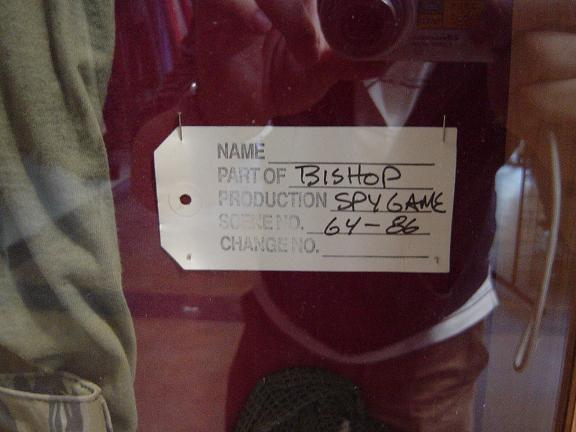 NAME
PART OF BISHOP
PRODUCTION SPY GAME
SCENE NO. 64-86
CHANGE NO.